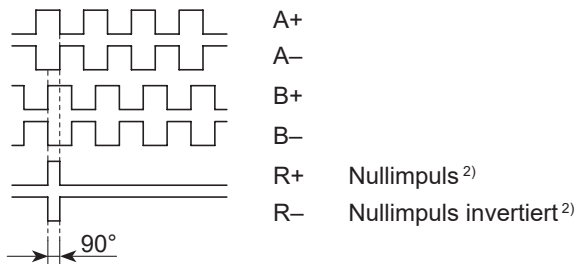 A+
A–
B+
B–
R+ Nullimpuls 2)
R– Nullimpuls invertiert 2)
90°